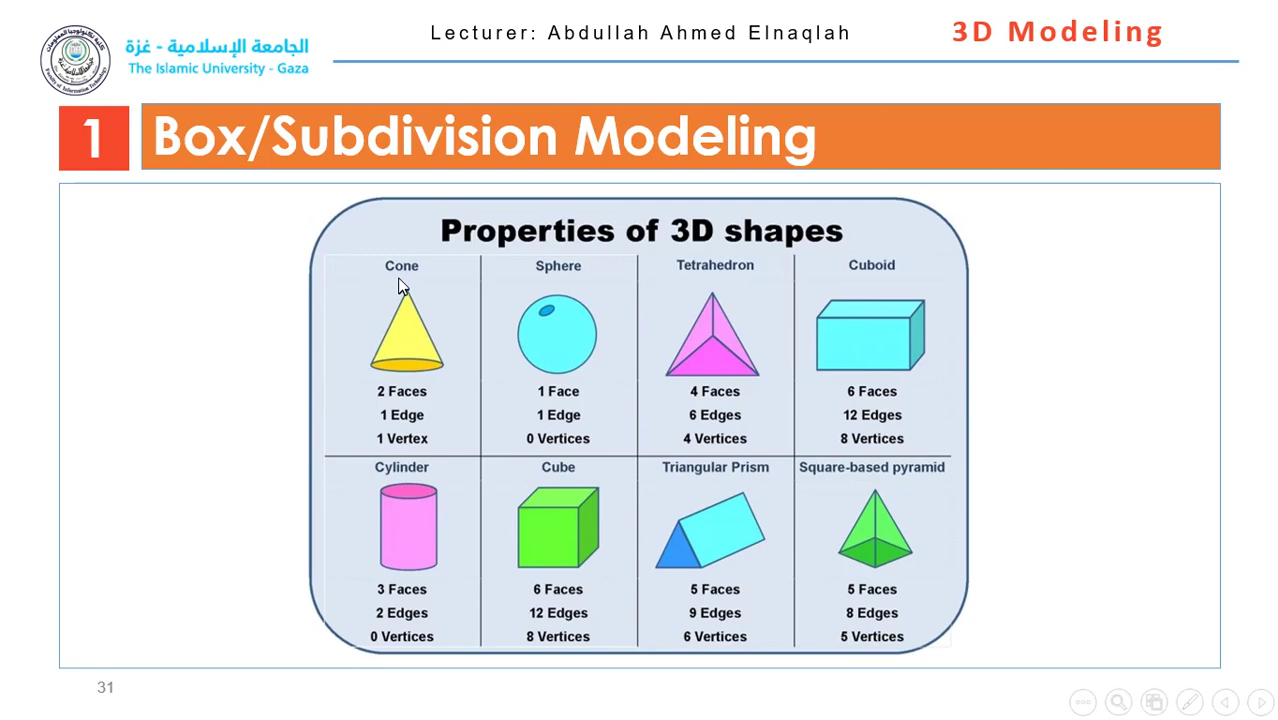 الجامعة الإسلامية - غزة
The Islamic University - Gaza
Lecturer: Abdullah Ahmed Elnaqlah
3D Modeling
1
Box/Subdivision Modeling
Properties of 3D shapes
Cone
2 Faces
1 Edge
1 Vertex
Sphere
1 Face
1 Edge
0 Vertices
Tetrahedron
4 Faces
6 Edges
4 Vertices
Cuboid
6 Faces
12 Edges
8 Vertices
Cylinder
3 Faces
2 Edges
0 Vertices
Cube
6 Faces
12 Edges
8 Vertices
Triangular Prism
5 Faces
9 Edges
6 Vertices
Square-based pyramid
5 Faces
8 Edges
5 Vertices
31